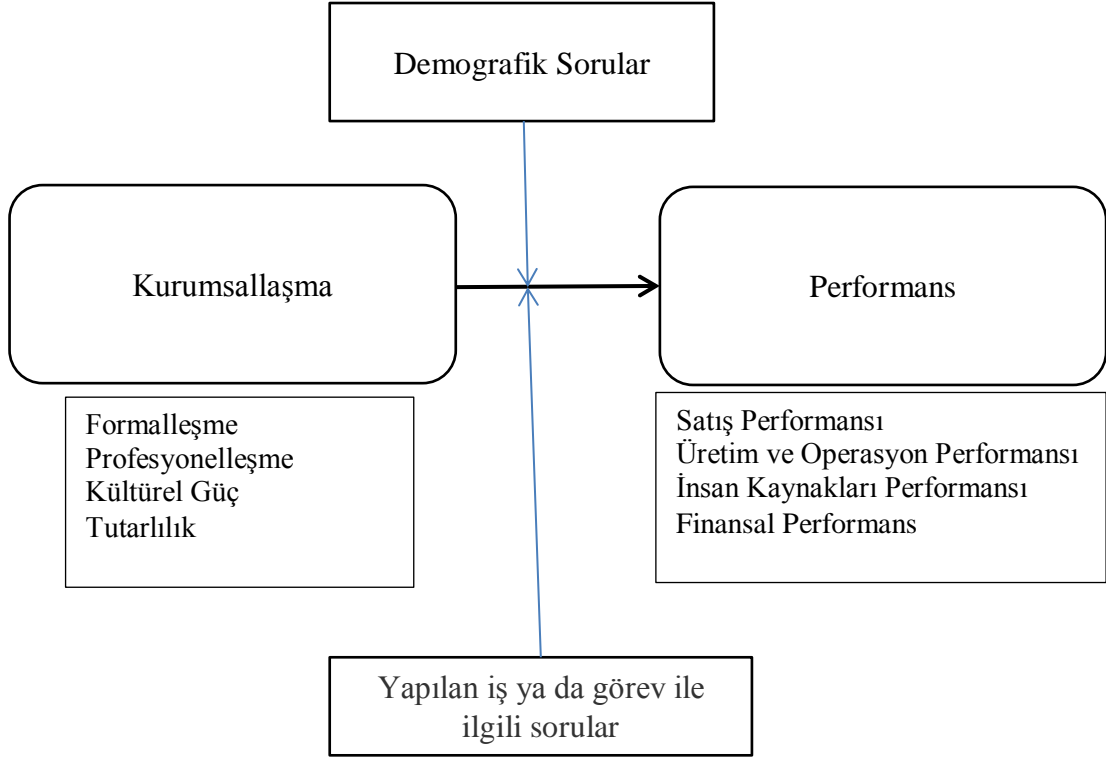 Demografik Sorular
Kurumsallaşma
Performans
Formalleşme
Profesyonelleşme
Kültürel Güç
Tutarlılık
Satış Performansı
Üretim ve Operasyon Performansı
İnsan Kaynakları Performansı
Finansal Performans
Yapılan iş ya da görev ile
ilgili sorular